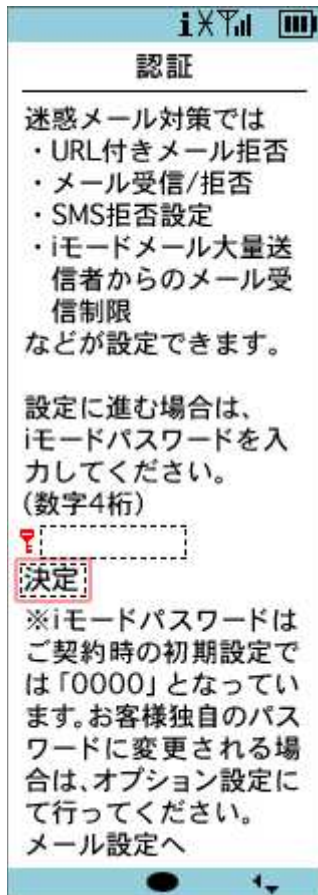 認証
迷惑メール対策では
・URL付きメール拒否
・メール受信/拒否
・SMS拒否設定
・iモードメール大量送
信者からのメール受
信制限
などが設定できます。
設定に進む場合は、
iモードパスワードを入
力してください。
(数字4桁)
決定
※iモードパスワードは
ご契約時の初期設定で
は「0000」となってい
ます。お客様独自のパス
ワードに変更される場
合は、オプション設定に
て行ってください。
メール設定へ